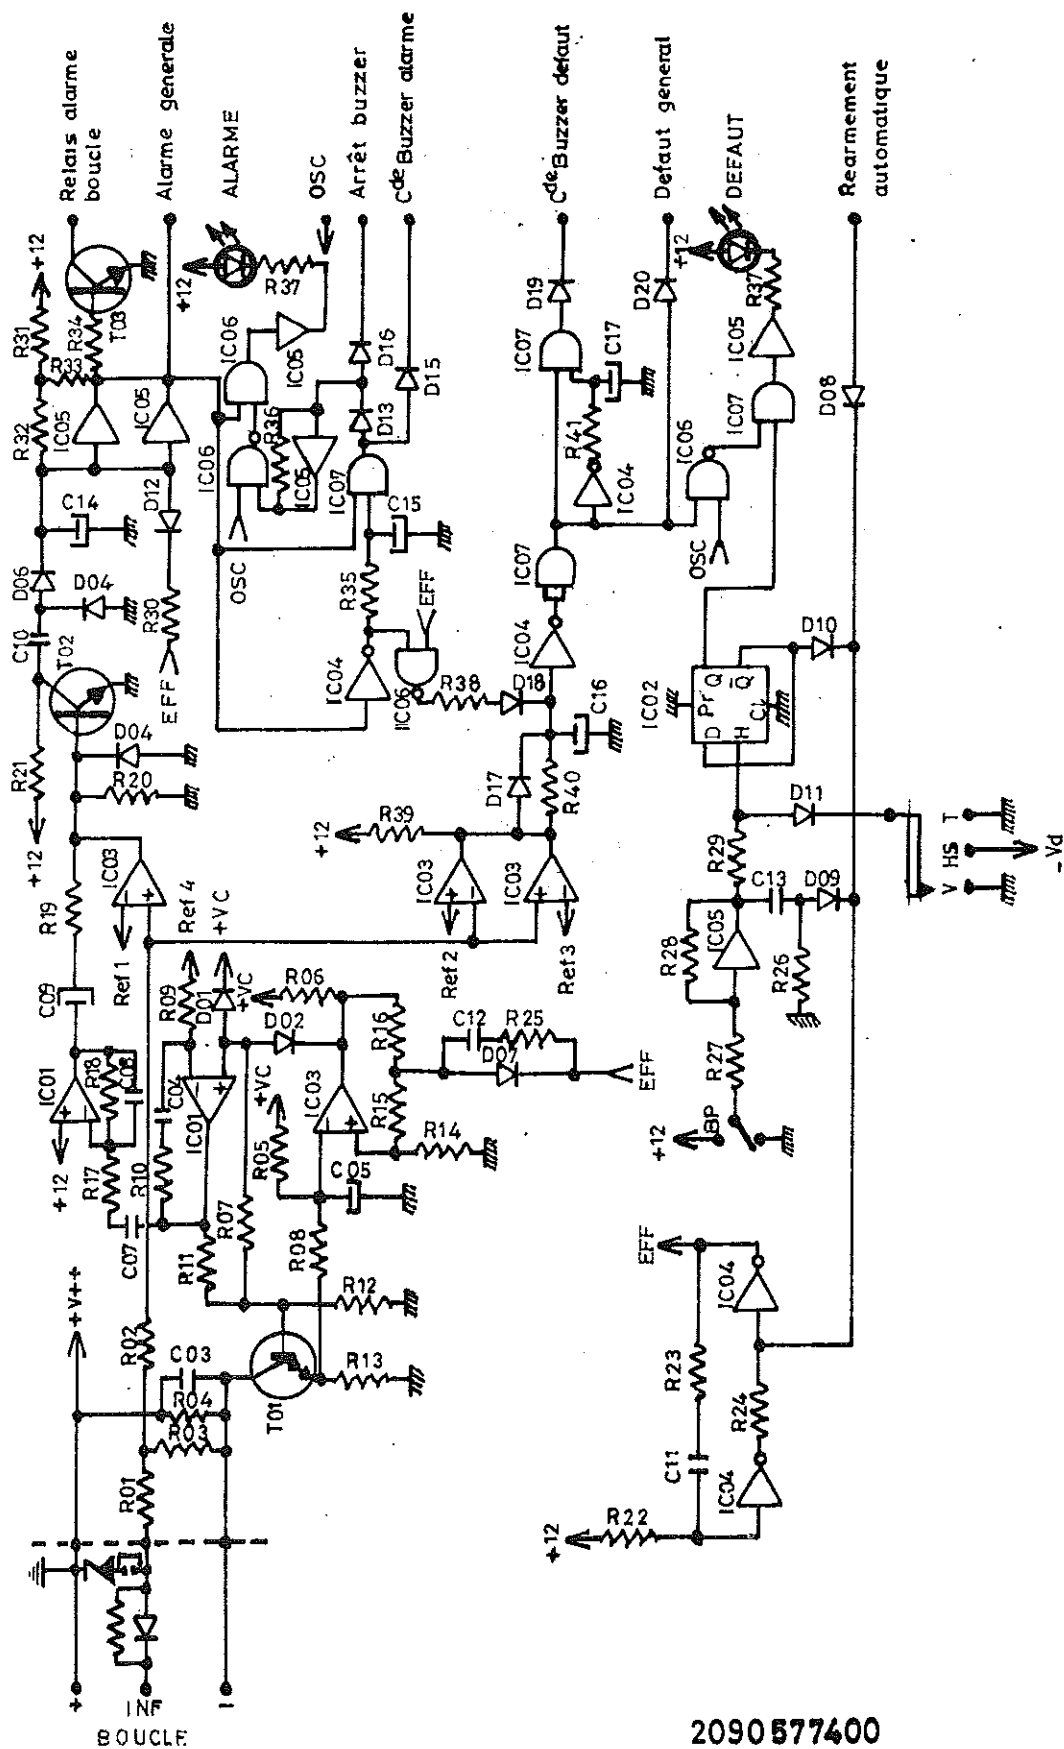 Relais alarme
boucle
Alarme generale
ALARME
OSC
Arrêt buzzer
Cde Buzzer alarme
Cde Buzzer defaut
Defaut general
DEFAUT
Rearmement
automatique
+12
R31
R34
T03
R33
R32
IC05
IC05
C14
D06
D04
C10
T02
R21
+12
D12
R30
EFF
D04
R20
+12
R37
IC06
IC05
IC06
R36
IC05
OSC
D16
D13
D15
IC07
C15
R35
IC04
EFF
IC06
R38
D18
D19
IC07
C17
R41
IC04
IC07
IC04
C16
D17
R40
R39
+12
IC03
IC03
Ref 2
Ref 3
D20
+12
R37
IC05
IC07
IC06
OSC
IC02
D
Pr
Q
H
Cl
Q
D10
D08
D11
R29
C13
D09
R28
IC05
R26
R27
BP
+12
V
HS
T
-Vd
R19
IC03
Ref 1
C09
IC01
R18
C08
+12
R17
C07
R10
C04
IC01
R09
Ref 4
D01
+VC
+VC
R06
D02
IC03
+VC
R05
C05
R07
R08
R11
R12
R13
R14
R15
R16
C12
R25
D07
EFF
+V++
R02
C03
R04
R03
T01
R01
+
INF
-
BOUCLE
EFF
IC04
R23
R24
C11
IC04
R22
+12
2090577400